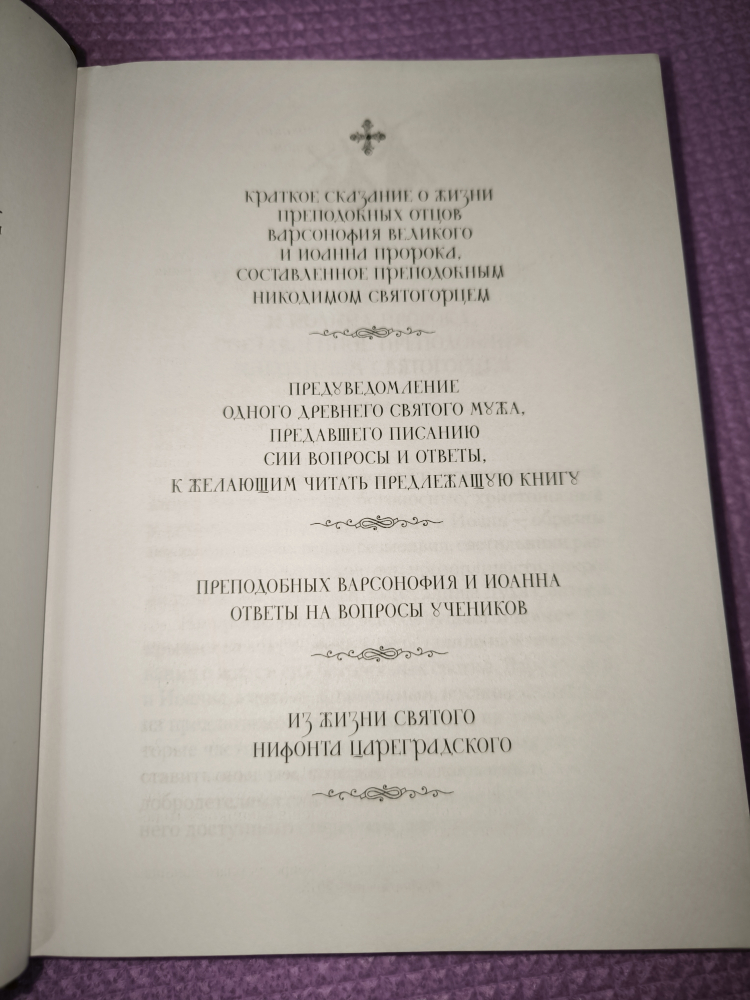 КРАТКОЕ СКАЗАНИЕ О ЖИЗНИ
ПРЕПОДОБНЫХ ОТЦОВ
ВАРСОНОФИЯ ВЕЛИКОГО
И ИОАННА ПРОРОКА,
СОСТАВЛЕННОЕ ПРЕПОДОБНЫМ
НИКОДИМОМ СВЯТОГОРЦЕМ
ПРЕДУВЕДОМЛЕНИЕ
ОДНОГО ДРЕВНЕГО СВЯТОГО МУЖА,
ПРЕДАВШЕГО ПИСАНИЮ
СИИ ВОПРОСЫ И ОТВЕТЫ,
К ЖЕЛАЮЩИМ ЧИТАТЬ ПРЕДЛЕЖАЩУЮ КНИГУ
ПРЕПОДОБНЫХ ВАРСОНОФИЯ И ИОАННА
ОТВЕТЫ НА ВОПРОСЫ УЧЕНИКОВ
ИЗ ЖИЗНИ СВЯТОГО
НИФОНТА ЦАРЕГРАДСКОГО